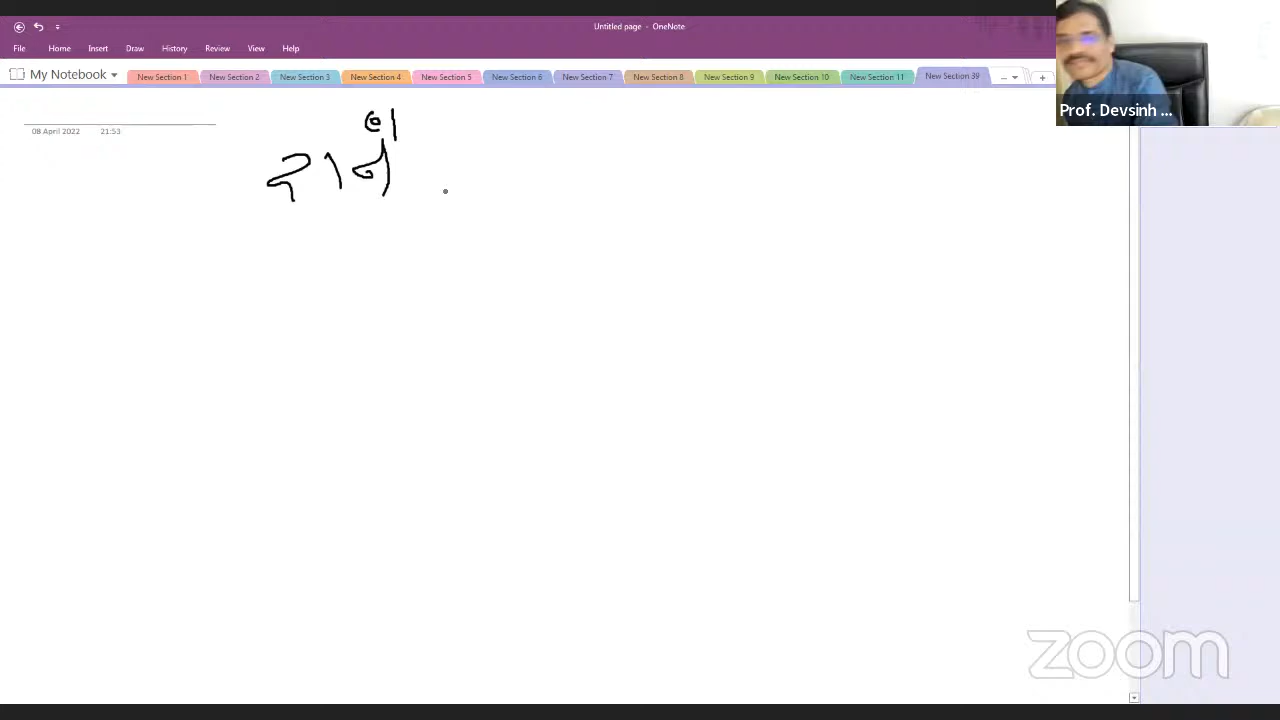 Untitled page - OneNote
File Home Insert Draw History Review View Help
My Notebook New Section 1 New Section 2 New Section 3 New Section 4 New Section 5 New Section 6 New Section 7 New Section 8 New Section 9 New Section 10 New Section 11 New Section 39 ...
Prof. Devsinh ...
08 April 2022 21:53
zoom